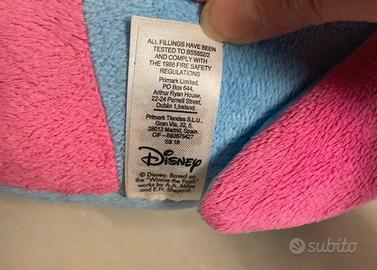 ALL FILLINGS HAVE BEEN
TESTED TO BS5852/2
AND COMPLY WITH
THE 1988 FIRE SAFETY
REGULATIONS
Primark Limited,
PO Box 644,
Arthur Ryan House,
22-24 Parnell Street,
Dublin 1, Ireland.
Primark Tiendas S.L.U.,
Gran Vía, 32, 5,
28013 Madrid, Spain
CIF - B83575427
SS 18
Disney
© Disney. Based on
the "Winnie the Pooh"
works by A.A. Milne
and E.H. Shepard.
subito